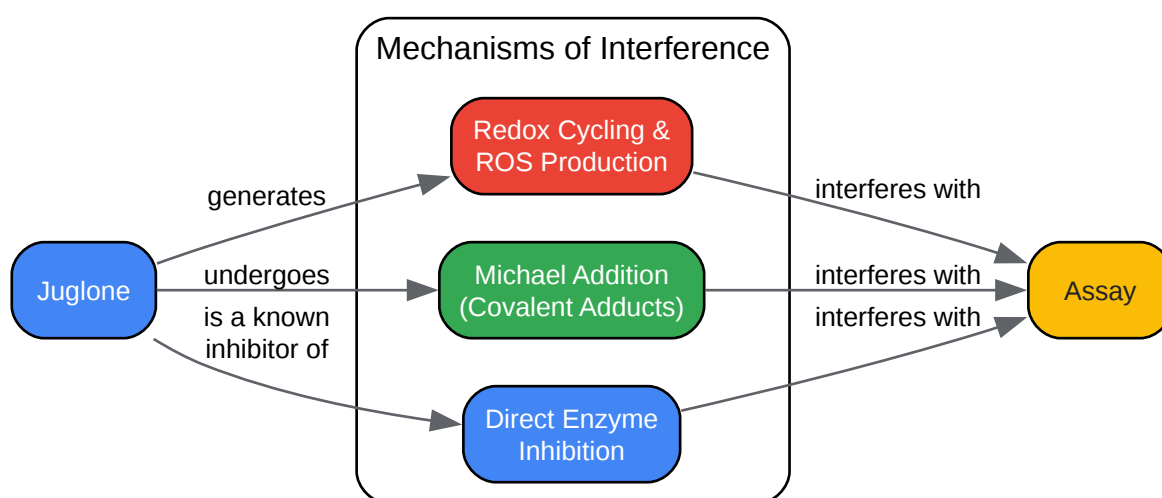 Mechanisms of Interference
Redox Cycling &
ROS Production
generates
interferes with
Juglone
undergoes
Michael Addition
(Covalent Adducts)
interferes with
Assay
is a known
inhibitor of
interferes with
Direct Enzyme
Inhibition